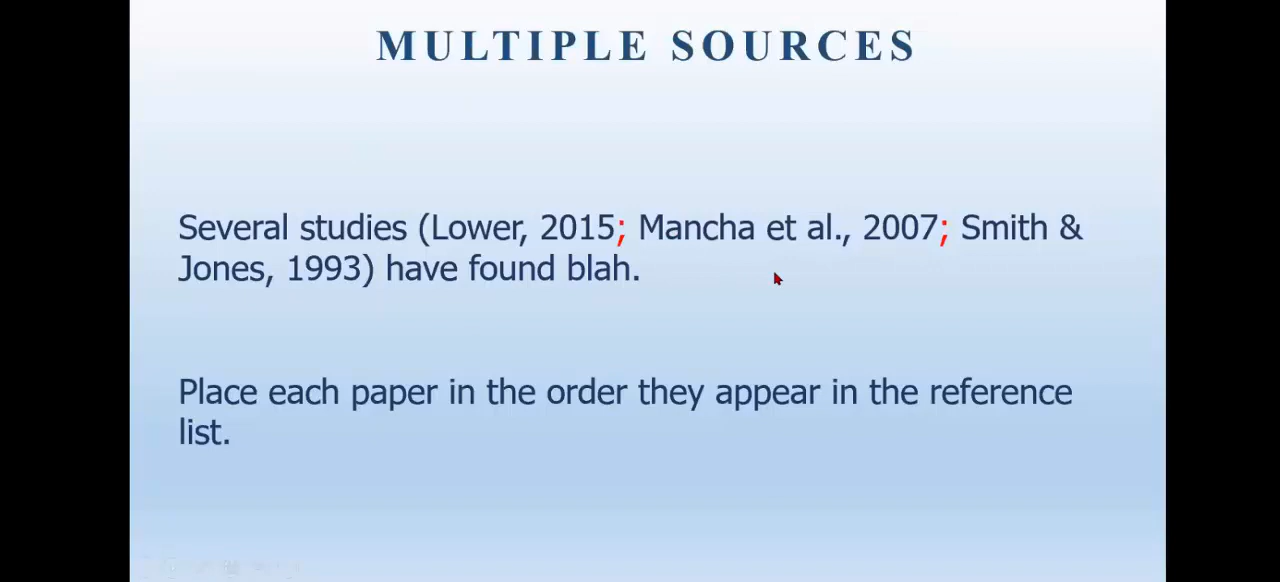 MULTIPLE SOURCES
Several studies (Lower, 2015; Mancha et al., 2007; Smith &
Jones, 1993) have found blah.
Place each paper in the order they appear in the reference
list.